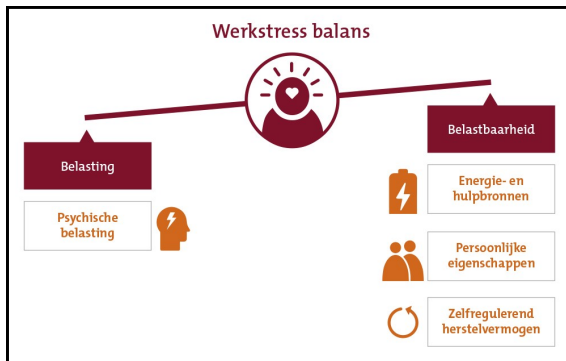 Werkstress balans
Belasting
Psychische
belasting
Belastbaarheid
Energie- en
hulpbronnen
Persoonlijke
eigenschappen
Zelfregulerend
herstelvermogen